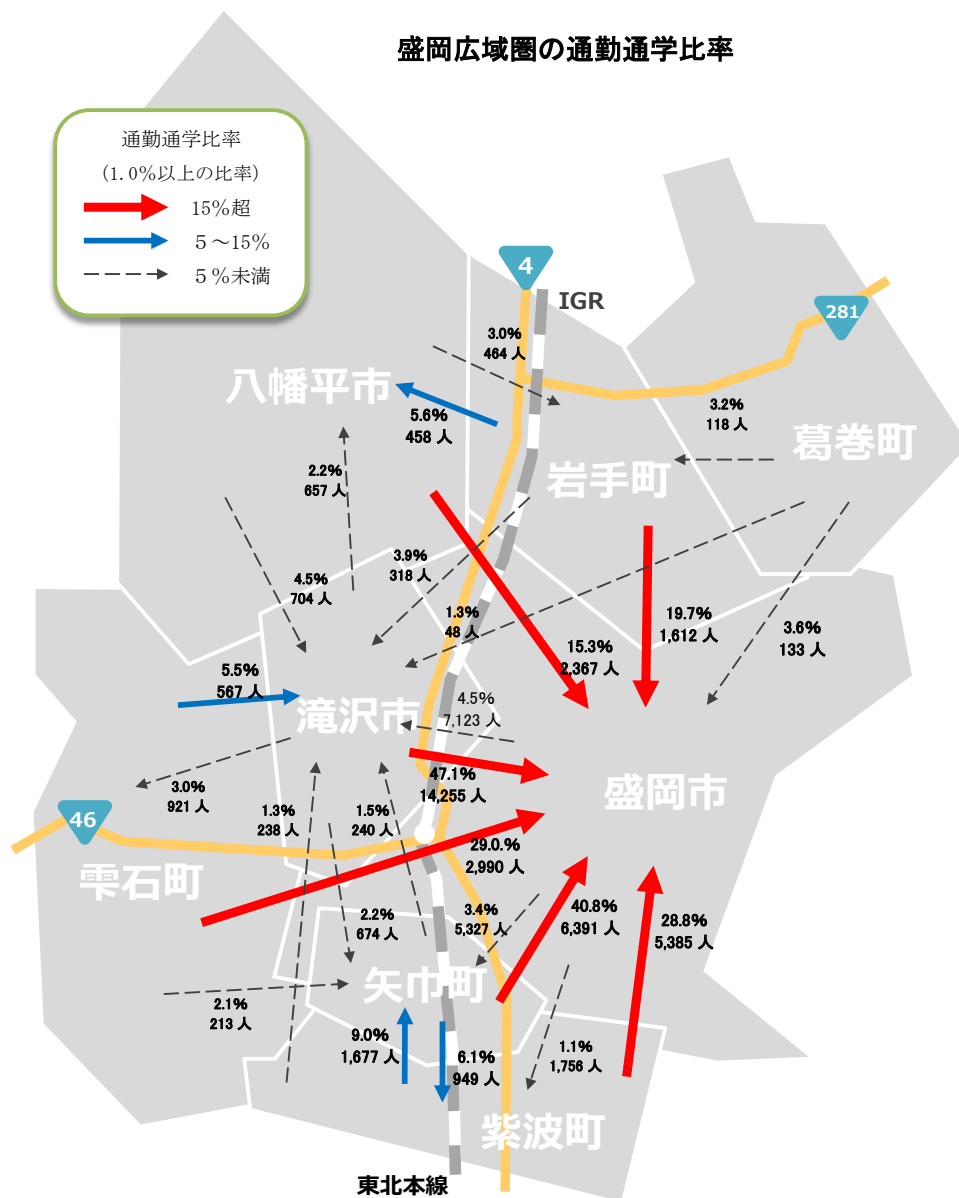 盛岡広域圏の通勤通学比率
通勤通学比率
(1.0%以上の比率)
15%超
５～15%
５%未満
4
IGR
281
3.0%
464 人
八幡平市
5.6%
458 人
3.2%
118 人
葛巻町
岩手町
2.2%
657 人
3.9%
318 人
4.5%
704 人
1.3%
48 人
19.7%
1,612 人
3.6%
133 人
15.3%
2,367 人
5.5%
567 人
滝沢市
4.5%
7,123 人
47.1%
14,255 人
盛岡市
3.0%
921 人
46
1.3%
238 人
1.5%
240 人
29.0.%
2,990 人
雫石町
2.2%
674 人
3.4%
5,327 人
40.8%
6,391 人
28.8%
5,385 人
矢巾町
2.1%
213 人
9.0%
1,677 人
6.1%
949 人
1.1%
1,756 人
紫波町
東北本線